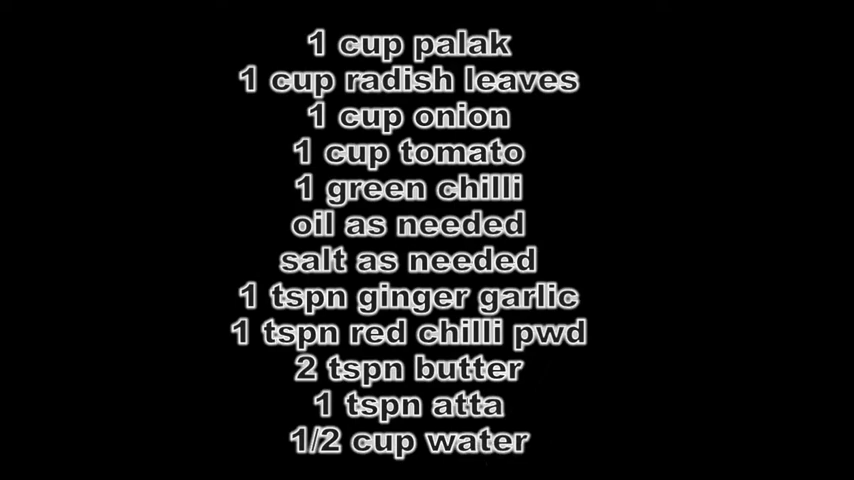 1 cup palak
1 cup radish leaves
1 cup onion
1 cup tomato
1 green chilli
oil as needed
salt as needed
1 tspn ginger garlic
1 tspn red chilli pwd
2 tspn butter
1 tspn atta
1/2 cup water